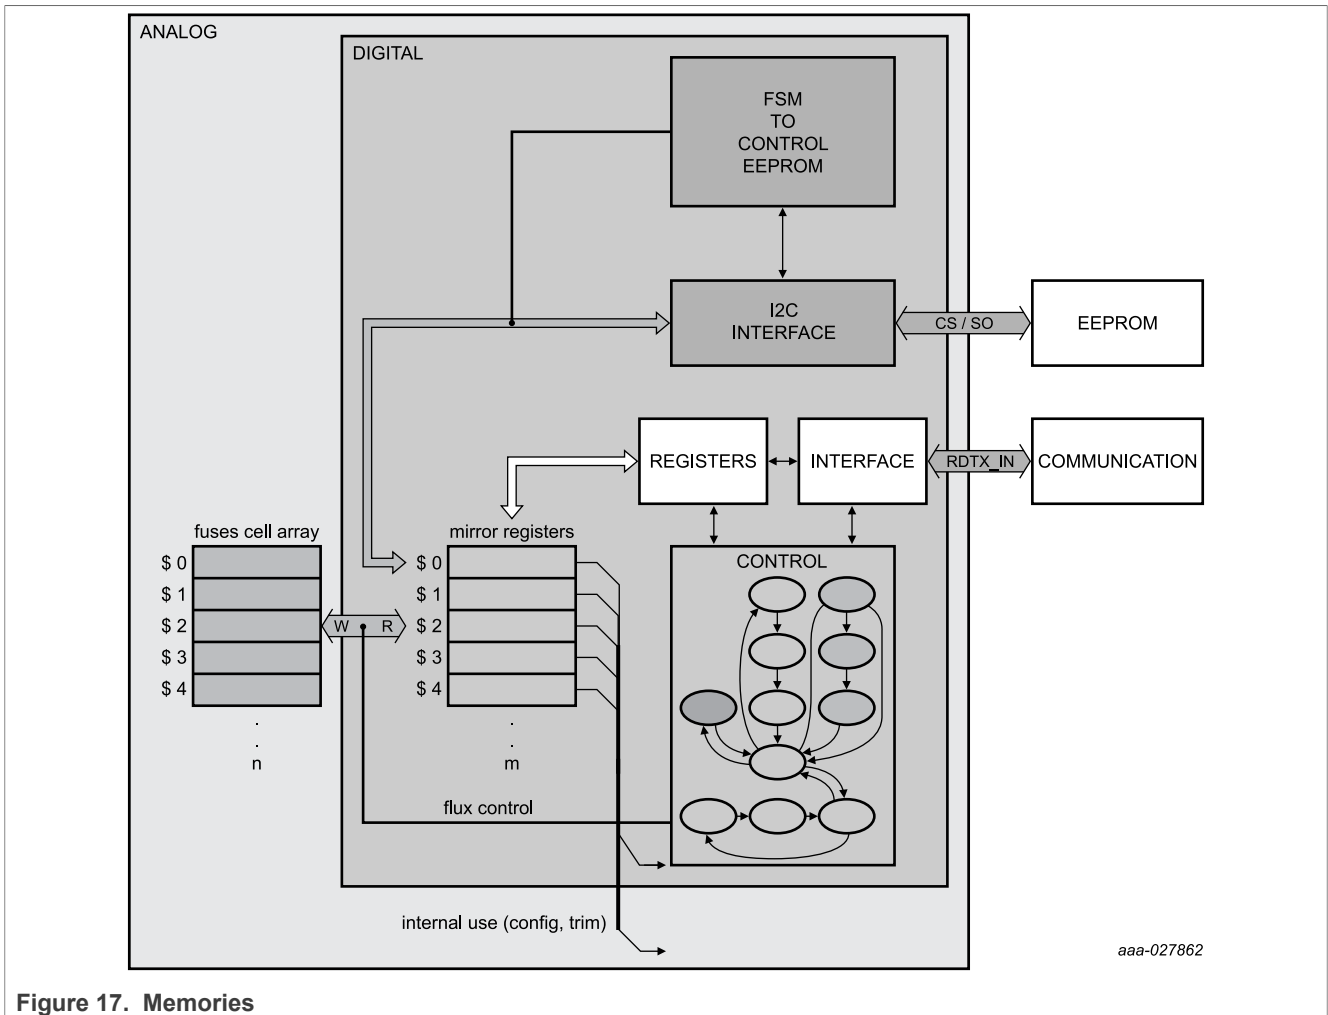 ANALOG
DIGITAL
FSM
TO
CONTROL
EEPROM
I2C
INTERFACE
CS / SO
EEPROM
REGISTERS
INTERFACE
RDTX_IN
COMMUNICATION
fuses cell array
mirror registers
CONTROL
$ 0
$ 0
$ 1
$ 1
$ 2
W
R
$ 2
$ 3
$ 3
$ 4
$ 4
.
.
n
.
.
m
flux control
internal use (config, trim)
aaa-027862
Figure 17. Memories